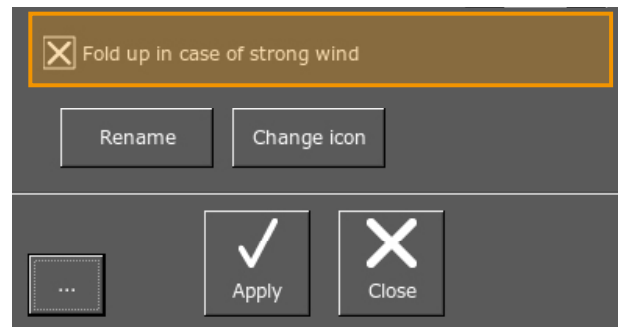 Fold up in case of strong wind
Rename
Change icon
...
Apply
Close